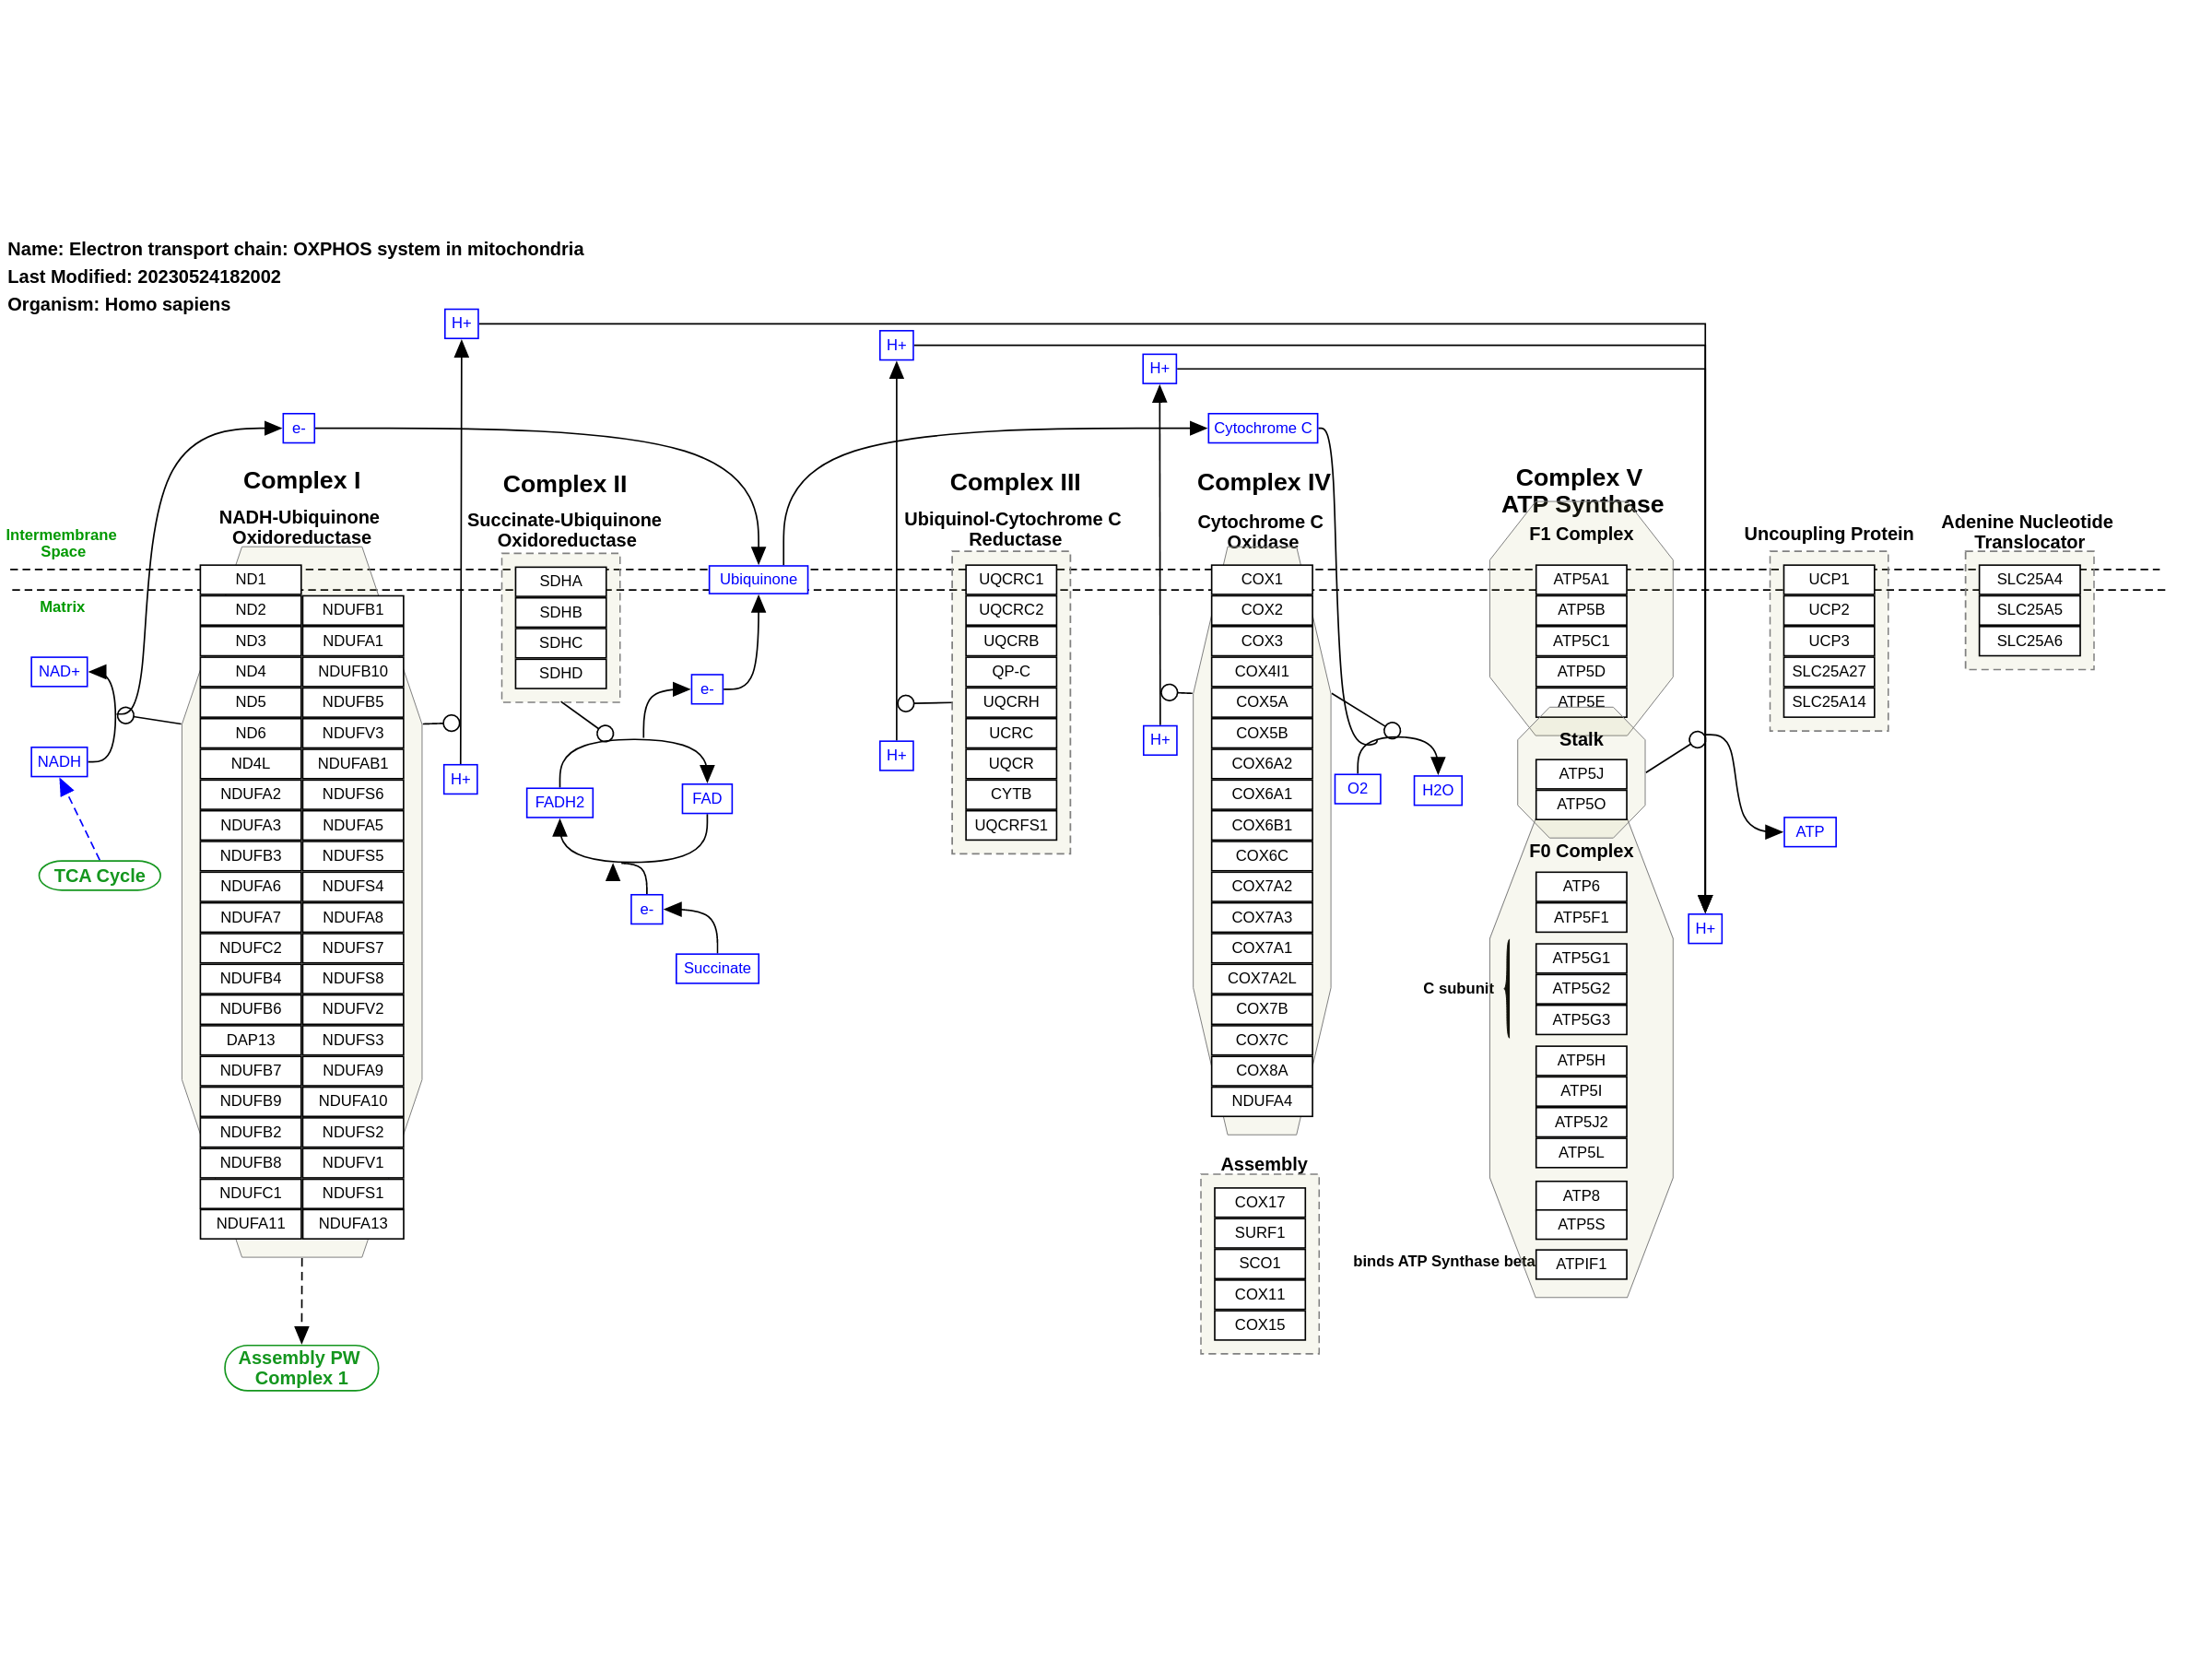 Name: Electron transport chain: OXPHOS system in mitochondria
Last Modified: 20230524182002
Organism: Homo sapiens
H+
H+
H+
e-
Cytochrome C
Complex I
NADH-Ubiquinone
Oxidoreductase
Complex II
Succinate-Ubiquinone
Oxidoreductase
Complex III
Ubiquinol-Cytochrome C
Reductase
Complex IV
Cytochrome C
Oxidase
Complex V
ATP Synthase
F1 Complex
Uncoupling Protein
Adenine Nucleotide
Translocator
Intermembrane
Space
Matrix
NAD+
NADH
TCA Cycle
ND1
ND2
ND3
ND4
ND5
ND6
ND4L
NDUFA2
NDUFA3
NDUFB3
NDUFA6
NDUFA7
NDUFC2
NDUFB4
NDUFB6
DAP13
NDUFB7
NDUFB9
NDUFB2
NDUFB8
NDUFC1
NDUFA11
NDUFB1
NDUFA1
NDUFB10
NDUFB5
NDUFV3
NDUFAB1
NDUFS6
NDUFA5
NDUFS5
NDUFS4
NDUFA8
NDUFS7
NDUFS8
NDUFV2
NDUFS3
NDUFA9
NDUFA10
NDUFS2
NDUFV1
NDUFS1
NDUFA13
Assembly PW
Complex 1
H+
SDHA
SDHB
SDHC
SDHD
Ubiquinone
e-
FADH2
FAD
e-
Succinate
H+
UQCRC1
UQCRC2
UQCRB
QP-C
UQCRH
UCRC
UQCR
CYTB
UQCRFS1
H+
COX1
COX2
COX3
COX4I1
COX5A
COX5B
COX6A2
COX6A1
COX6B1
COX6C
COX7A2
COX7A3
COX7A1
COX7A2L
COX7B
COX7C
COX8A
NDUFA4
Assembly
COX17
SURF1
SCO1
COX11
COX15
O2
H2O
ATP5A1
ATP5B
ATP5C1
ATP5D
ATP5E
Stalk
ATP5J
ATP5O
F0 Complex
ATP6
ATP5F1
C subunit
ATP5G1
ATP5G2
ATP5G3
ATP5H
ATP5I
ATP5J2
ATP5L
ATP8
ATP5S
binds ATP Synthase beta
ATPIF1
ATP
H+
UCP1
UCP2
UCP3
SLC25A27
SLC25A14
SLC25A4
SLC25A5
SLC25A6